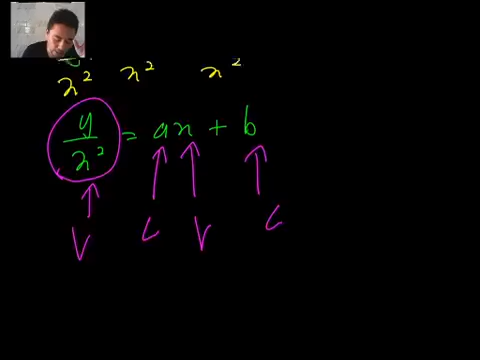 x² x² x²
y/x² = ax + b
V C V C